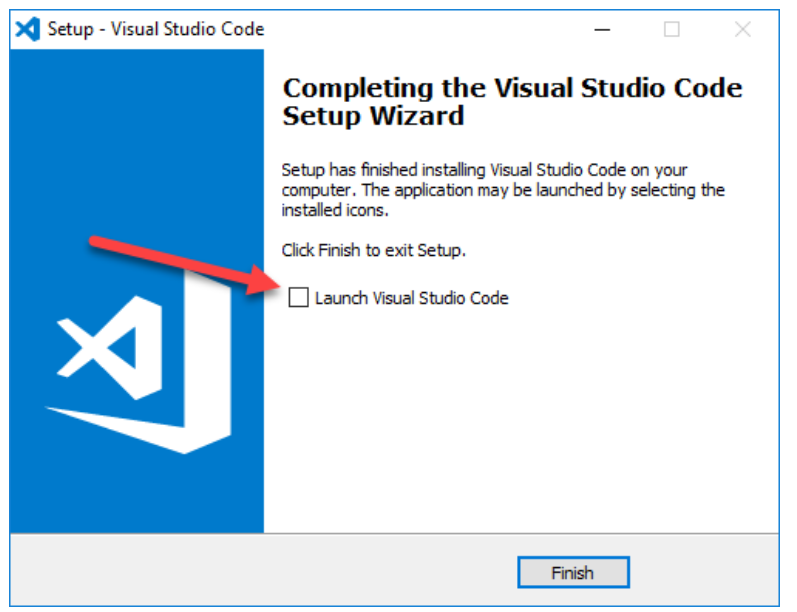 Setup - Visual Studio Code
Completing the Visual Studio Code
Setup Wizard
Setup has finished installing Visual Studio Code on your
computer. The application may be launched by selecting the
installed icons.
Click Finish to exit Setup.
Launch Visual Studio Code
Finish